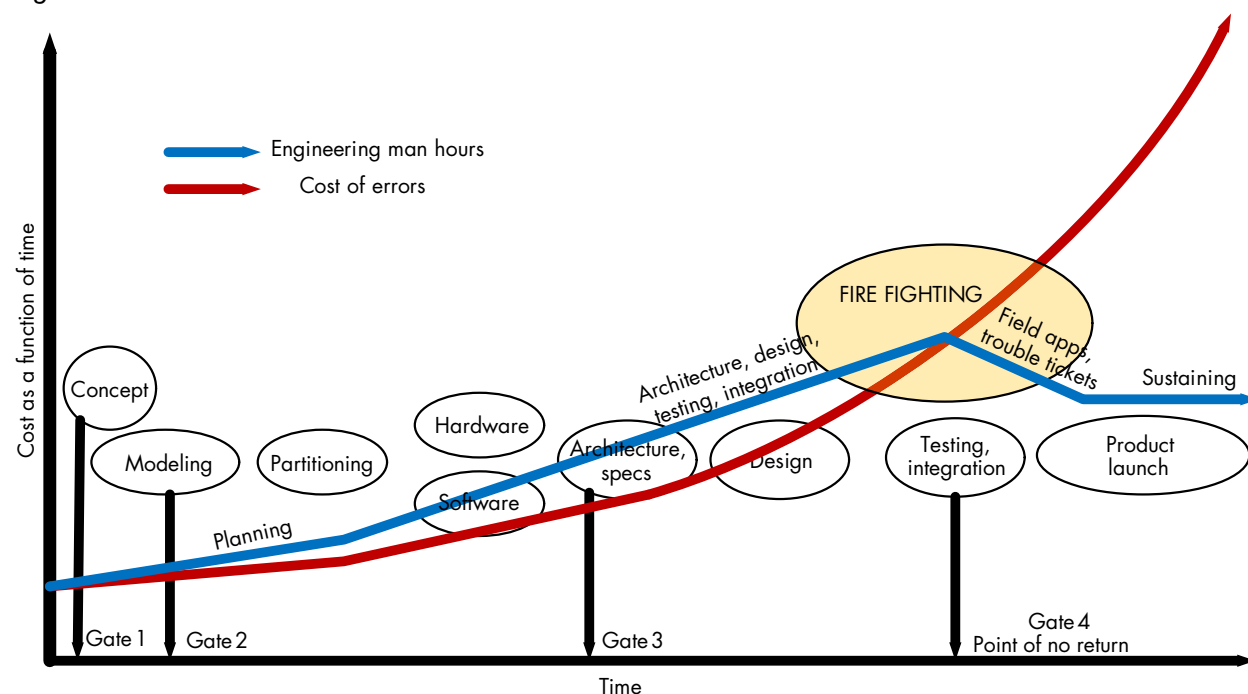 Engineering man hours
Cost of errors
Cost as a function of time
FIRE FIGHTING
Field apps,
trouble tickets
Architecture, design,
testing, integration
Sustaining
Concept
Hardware
Modeling
Partitioning
Architecture,
specs
Design
Testing,
integration
Product
launch
Software
Planning
Gate 1
Gate 2
Gate 3
Gate 4
Point of no return
Time